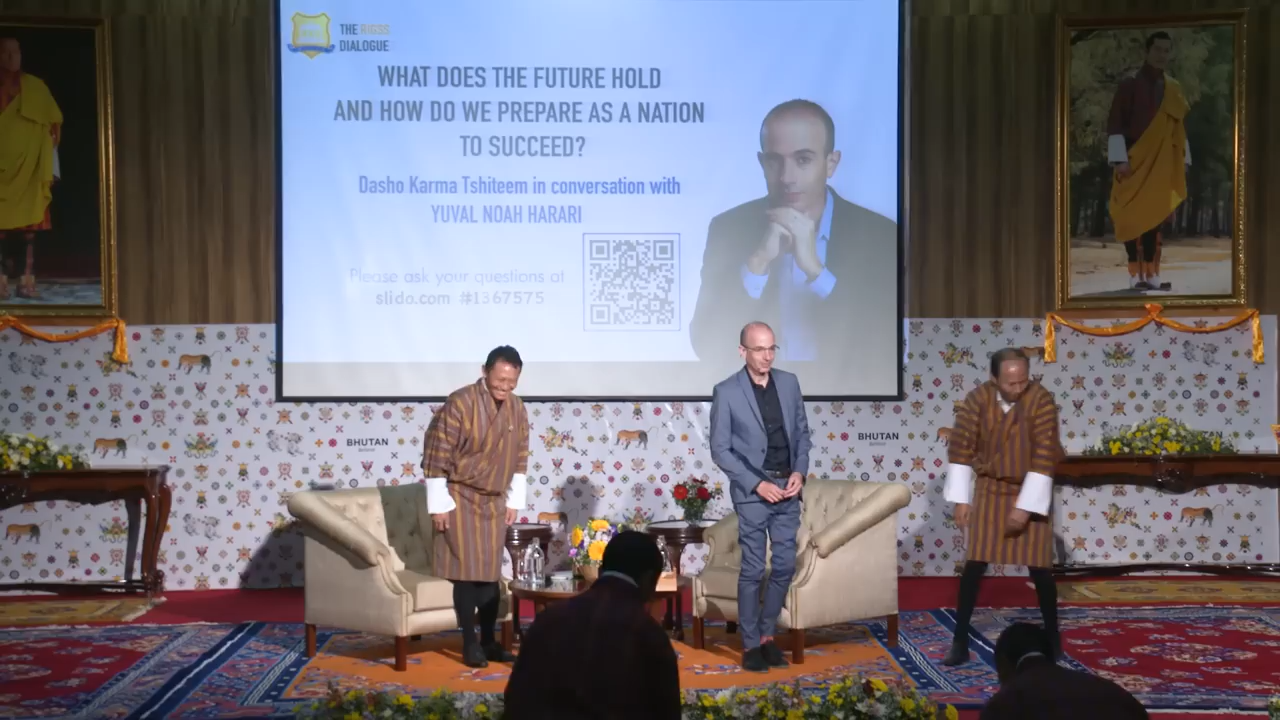 THE RIGSS
DIALOGUE
WHAT DOES THE FUTURE HOLD
AND HOW DO WE PREPARE AS A NATION
TO SUCCEED?
Dasho Karma Tshiteem in conversation with
YUVAL NOAH HARARI
Please ask your questions at
slido.com #1367575
BHUTAN
BHUTAN